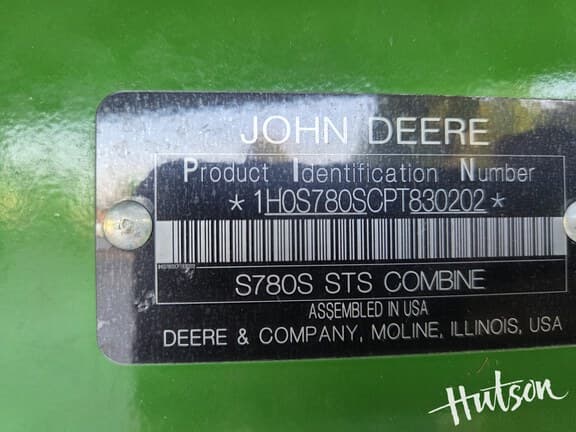 JOHN DEERE
Product Identification Number
*1H0S780SCPT830202*
S780S STS COMBINE
ASSEMBLED IN USA
DEERE & COMPANY, MOLINE, ILLINOIS, USA
Hutson